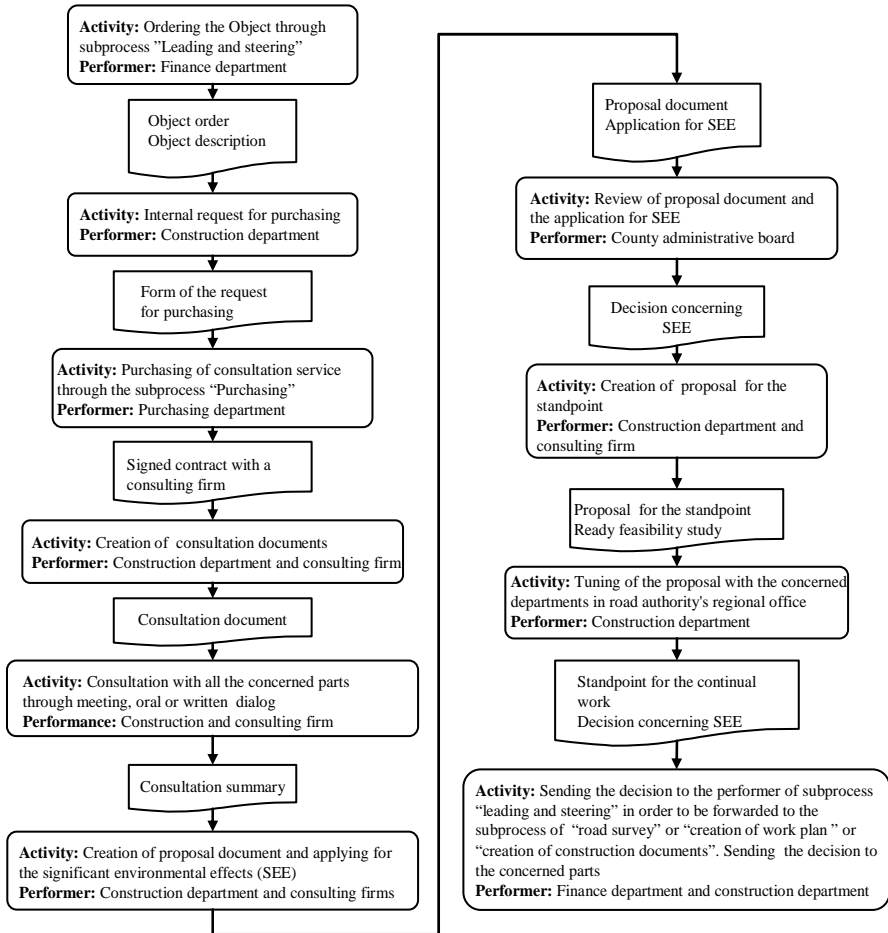 Activity: Ordering the Object through
subprocess ”Leading and steering”
Performer: Finance department
Object order
Object description
Activity: Internal request for purchasing
Performer: Construction department
Form of the request
for purchasing
Activity: Purchasing of consultation service
through the subprocess “Purchasing”
Performer: Purchasing department
Signed contract with a
consulting firm
Activity: Creation of consultation documents
Performer: Construction department and consulting firm
Consultation document
Activity: Consultation with all the concerned parts
through meeting, oral or written dialog
Performance: Construction and consulting firm
Consultation summary
Activity: Creation of proposal document and applying for
the significant environmental effects (SEE)
Performer: Construction department and consulting firms
Proposal document
Application for SEE
Activity: Review of proposal document and
the application for SEE
Performer: County administrative board
Decision concerning
SEE
Activity: Creation of proposal for the
standpoint
Performer: Construction department and
consulting firm
Proposal for the standpoint
Ready feasibility study
Activity: Tuning of the proposal with the concerned
departments in road authority's regional office
Performer: Construction department
Standpoint for the continual
work
Decision concerning SEE
Activity: Sending the decision to the performer of subprocess
“leading and steering” in order to be forwarded to the
subprocess of “road survey” or “creation of work plan ” or
“creation of construction documents”. Sending the decision to
the concerned parts
Performer: Finance department and construction department